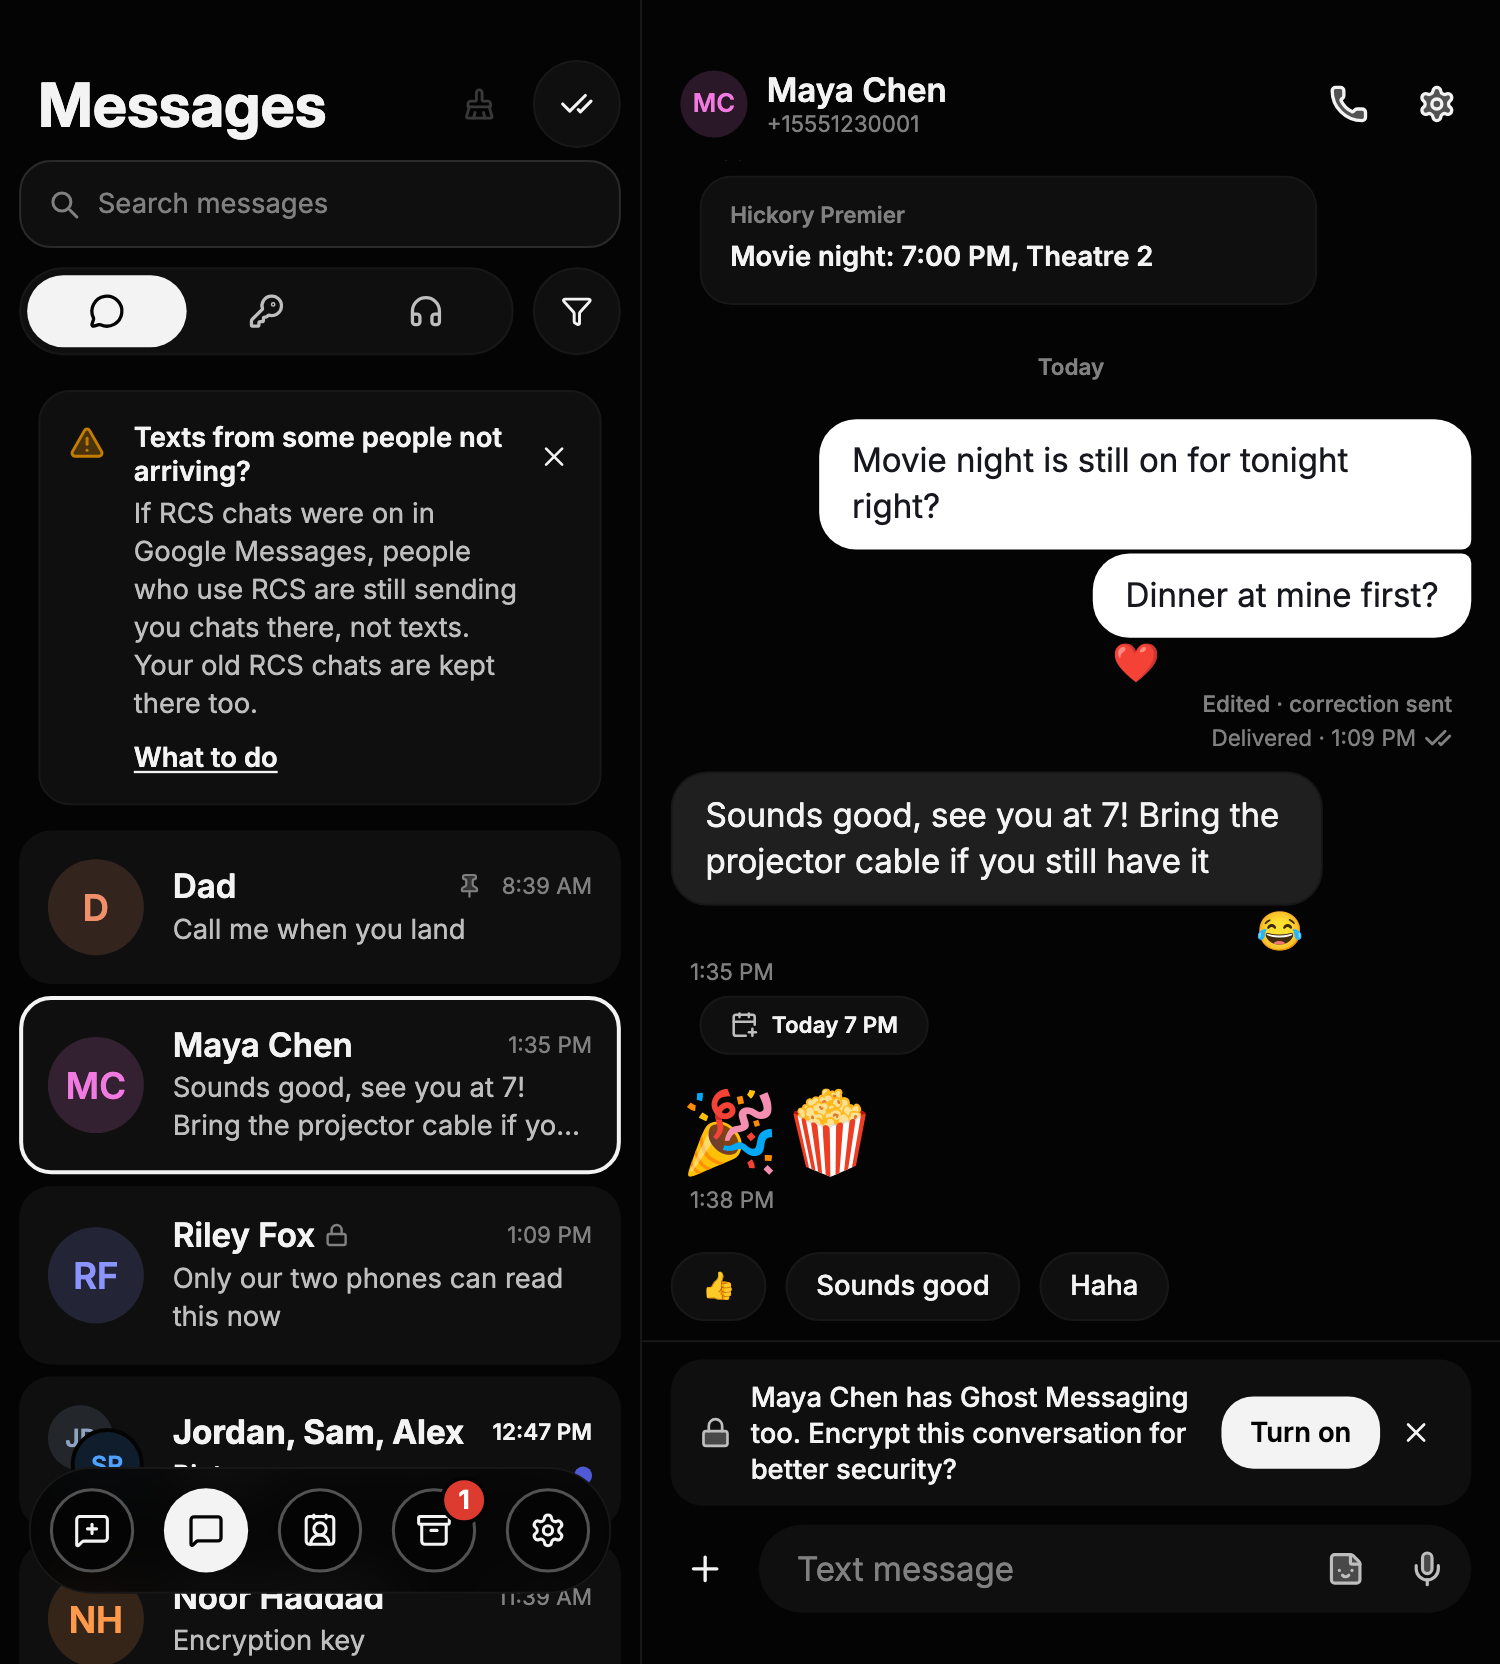 Messages
Search messages
Texts from some people not
arriving?
If RCS chats were on in
Google Messages, people
who use RCS are still sending
you chats there, not texts.
Your old RCS chats are kept
there too.
What to do
D
Dad
8:39 AM
Call me when you land
MC
Maya Chen
1:35 PM
Sounds good, see you at 7!
Bring the projector cable if yo...
RF
Riley Fox
1:09 PM
Only our two phones can read
this now
Jordan, Sam, Alex
12:47 PM
1
NH
Noor Haddad
11:39 AM
Encryption key
MC
Maya Chen
+15551230001
Hickory Premier
Movie night: 7:00 PM, Theatre 2
Today
Movie night is still on for tonight
right?
Dinner at mine first?
❤️
Edited · correction sent
Delivered · 1:09 PM
Sounds good, see you at 7! Bring the
projector cable if you still have it
😂
1:35 PM
Today 7 PM
🎉🍿
1:38 PM
👍
Sounds good
Haha
Maya Chen has Ghost Messaging
too. Encrypt this conversation for
better security?
Turn on
Text message